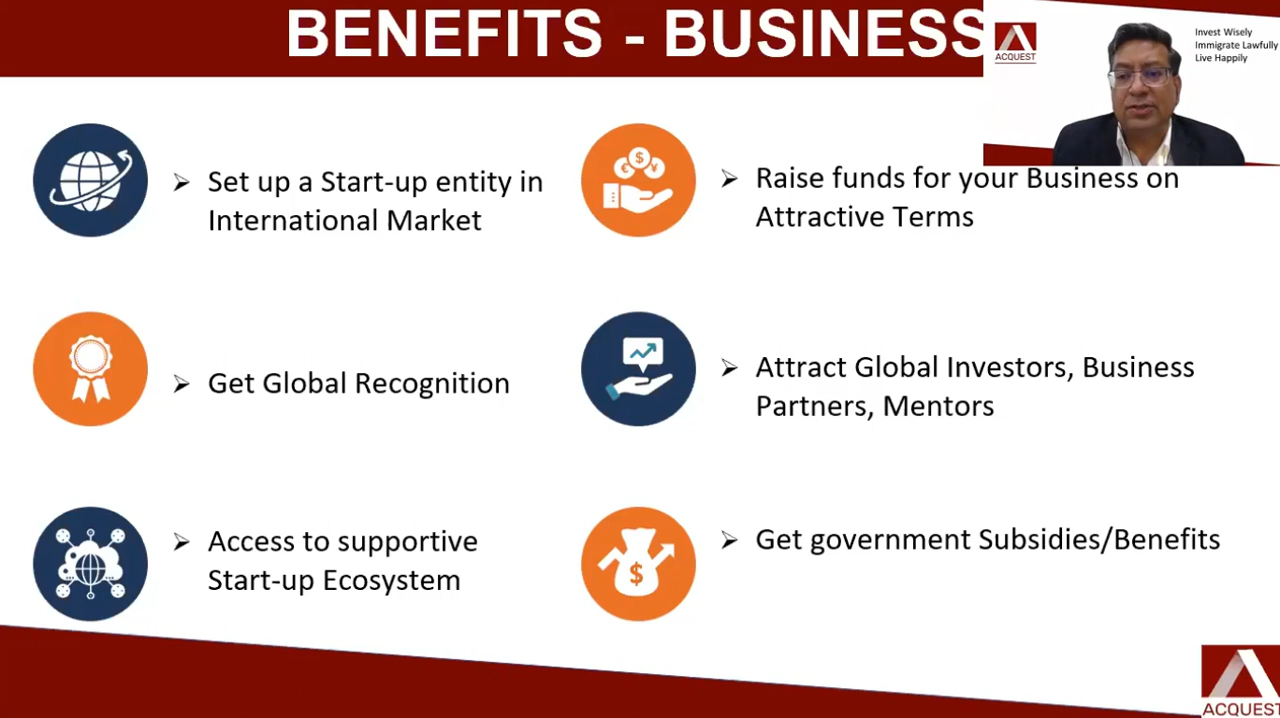 BENEFITS - BUSINESS
ACQUEST
Invest Wisely
Immigrate Lawfully
Live Happily
➢ Set up a Start-up entity in
International Market
➢ Raise funds for your Business on
Attractive Terms
€ $ ¥
➢ Get Global Recognition
➢ Attract Global Investors, Business
Partners, Mentors
➢ Access to supportive
Start-up Ecosystem
➢ Get government Subsidies/Benefits
$
ACQUEST